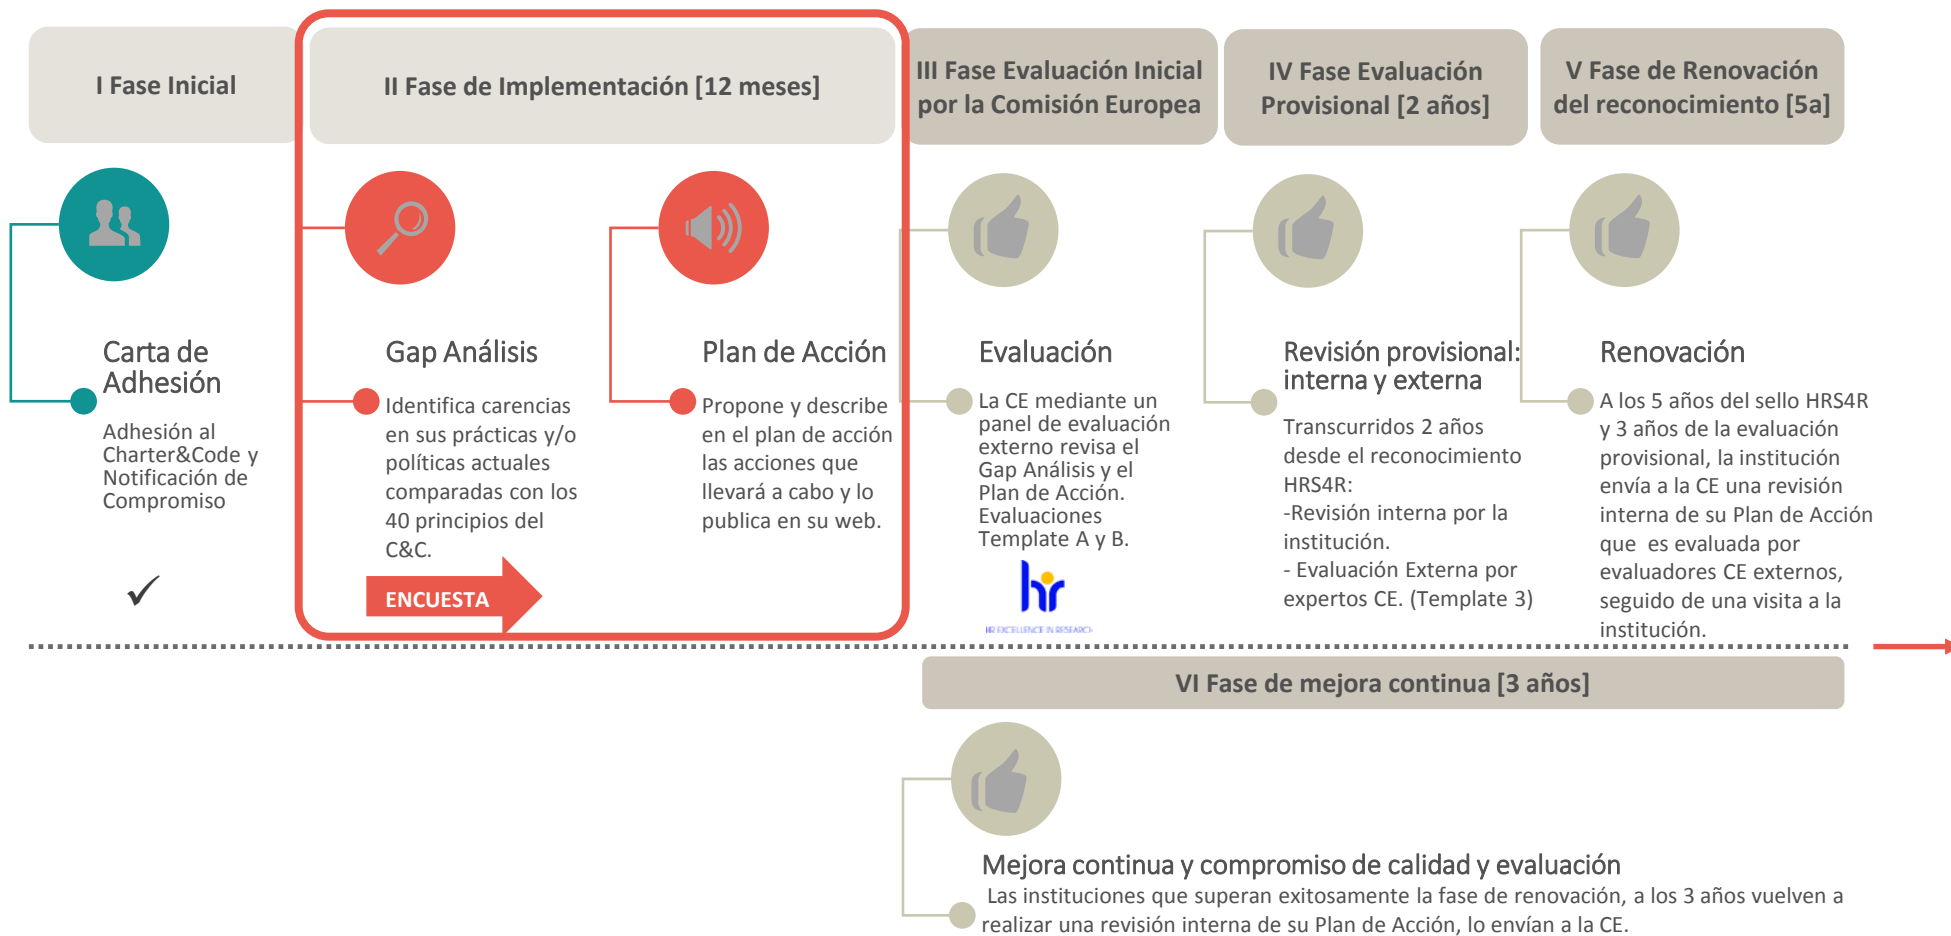 I Fase Inicial
II Fase de Implementación [12 meses]
III Fase Evaluación Inicial
por la Comisión Europea
IV Fase Evaluación
Provisional [2 años]
V Fase de Renovación
del reconocimiento [5a]
Carta de
Adhesión
Adhesión al
Charter&Code y
Notificación de
Compromiso
Gap Análisis
Identifica carencias
en sus prácticas y/o
políticas actuales
comparadas con los
40 principios del
C&C.
ENCUESTA
Plan de Acción
Propone y describe
en el plan de acción
las acciones que
llevará a cabo y lo
publica en su web.
Evaluación
La CE mediante un
panel de evaluación
externo revisa el
Gap Análisis y el
Plan de Acción.
Evaluaciones
Template A y B.
hr
HR EXCELLENCE IN RESEARCH
Revisión provisional:
interna y externa
Transcurridos 2 años
desde el reconocimiento
HRS4R:
-Revisión interna por la
institución.
- Evaluación Externa por
expertos CE. (Template 3)
Renovación
A los 5 años del sello HRS4R
y 3 años de la evaluación
provisional, la institución
envía a la CE una revisión
interna de su Plan de Acción
que  es evaluada por
evaluadores CE externos,
seguido de una visita a la
institución.
VI Fase de mejora continua [3 años]
Mejora continua y compromiso de calidad y evaluación
Las instituciones que superan exitosamente la fase de renovación, a los 3 años vuelven a
realizar una revisión interna de su Plan de Acción, lo envían a la CE.